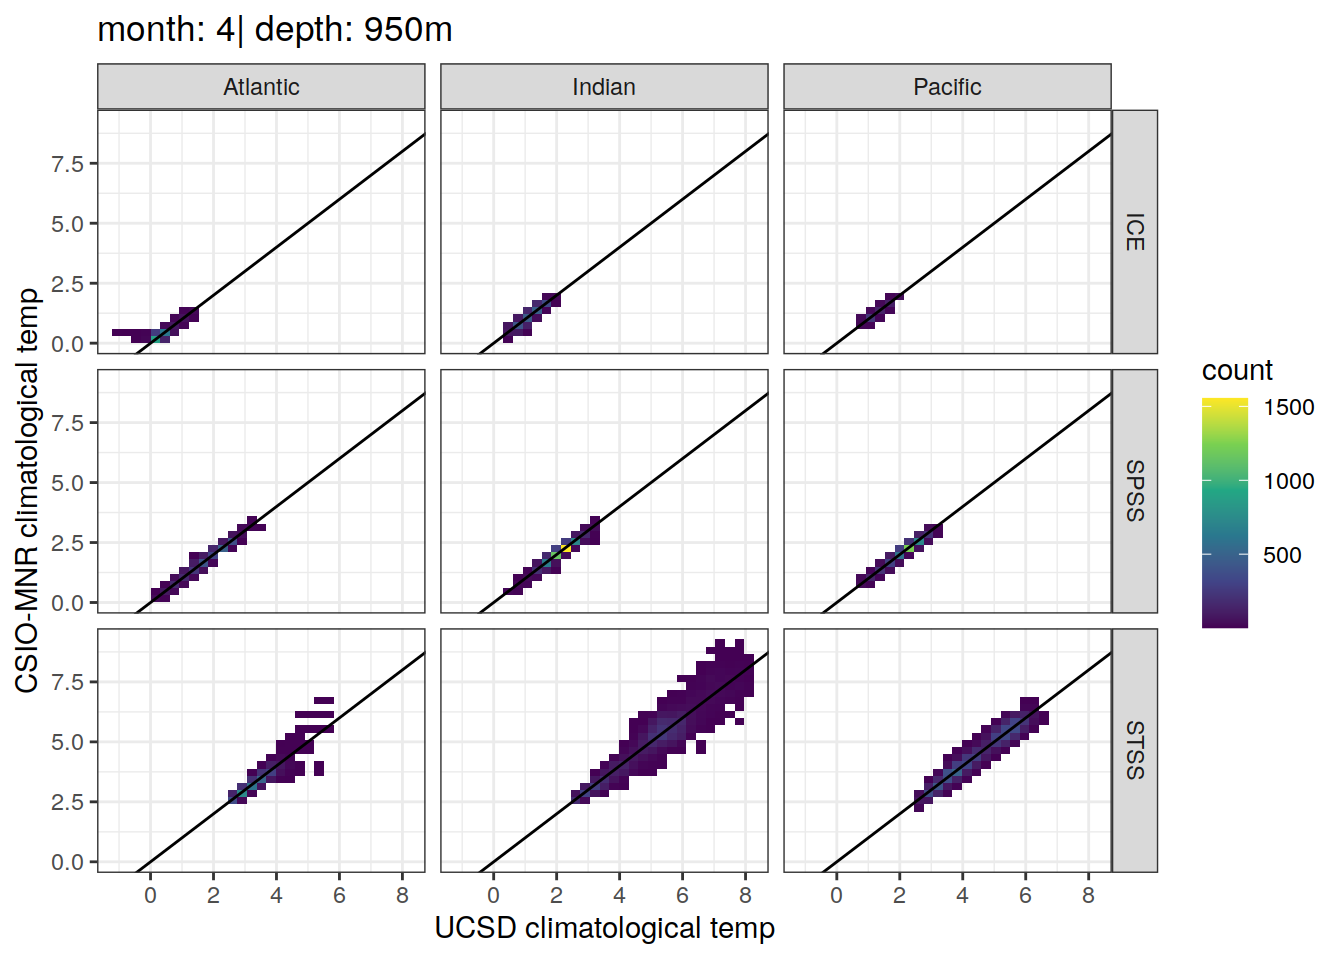 month: 4| depth: 950m
Atlantic
Indian
Pacific
7.5
5.0
2.5
0.0
ICE
7.5
5.0
2.5
0.0
SPSS
7.5
5.0
2.5
0.0
STSS
0 2 4 6 8
0 2 4 6 8
0 2 4 6 8
UCSD climatological temp
CSIO-MNR climatological temp
count
1500
1000
500